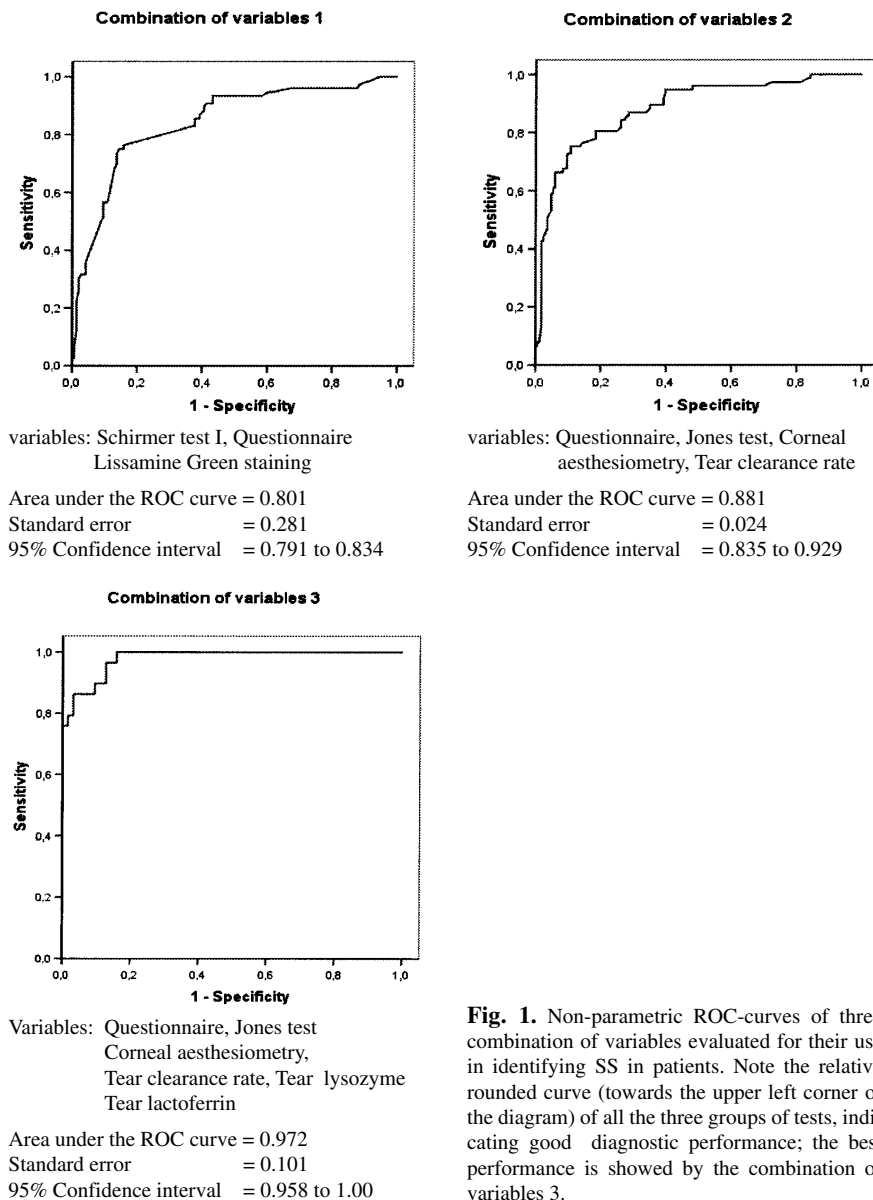 Combination of variables 1
1,0
0,8
0,6
0,4
0,2
0,0
Sensitivity
0,0 0,2 0,4 0,6 0,8 1,0
1 - Specificity
variables: Schirmer test I, Questionnaire
Lissamine Green staining
Area under the ROC curve = 0.801
Standard error = 0.281
95% Confidence interval = 0.791 to 0.834
Combination of variables 2
1,0
0,8
0,6
0,4
0,2
0,0
Sensitivity
0,0 0,2 0,4 0,6 0,8 1,0
1 - Specificity
variables: Questionnaire, Jones test, Corneal
aesthesiometry, Tear clearance rate
Area under the ROC curve = 0.881
Standard error = 0.024
95% Confidence interval = 0.835 to 0.929
Combination of variables 3
1,0
0,8
0,6
0,4
0,2
0,0
Sensitivity
0,0 0,2 0,4 0,6 0,8 1,0
1 - Specificity
Variables: Questionnaire, Jones test
Corneal aesthesiometry,
Tear clearance rate, Tear lysozyme
Tear lactoferrin
Area under the ROC curve = 0.972
Standard error = 0.101
95% Confidence interval = 0.958 to 1.00
Fig. 1. Non-parametric ROC-curves of three
combination of variables evaluated for their us
in identifying SS in patients. Note the relativ
rounded curve (towards the upper left corner o
the diagram) of all the three groups of tests, indi
cating good diagnostic performance; the bes
performance is showed by the combination o
variables 3.